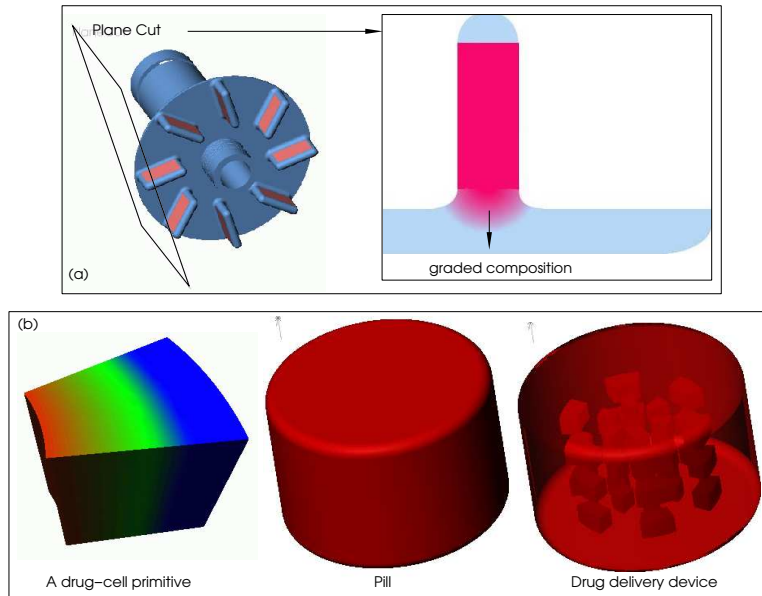 Plane Cut
graded composition
(a)
(b)
A drug–cell primitive
Pill
Drug delivery device